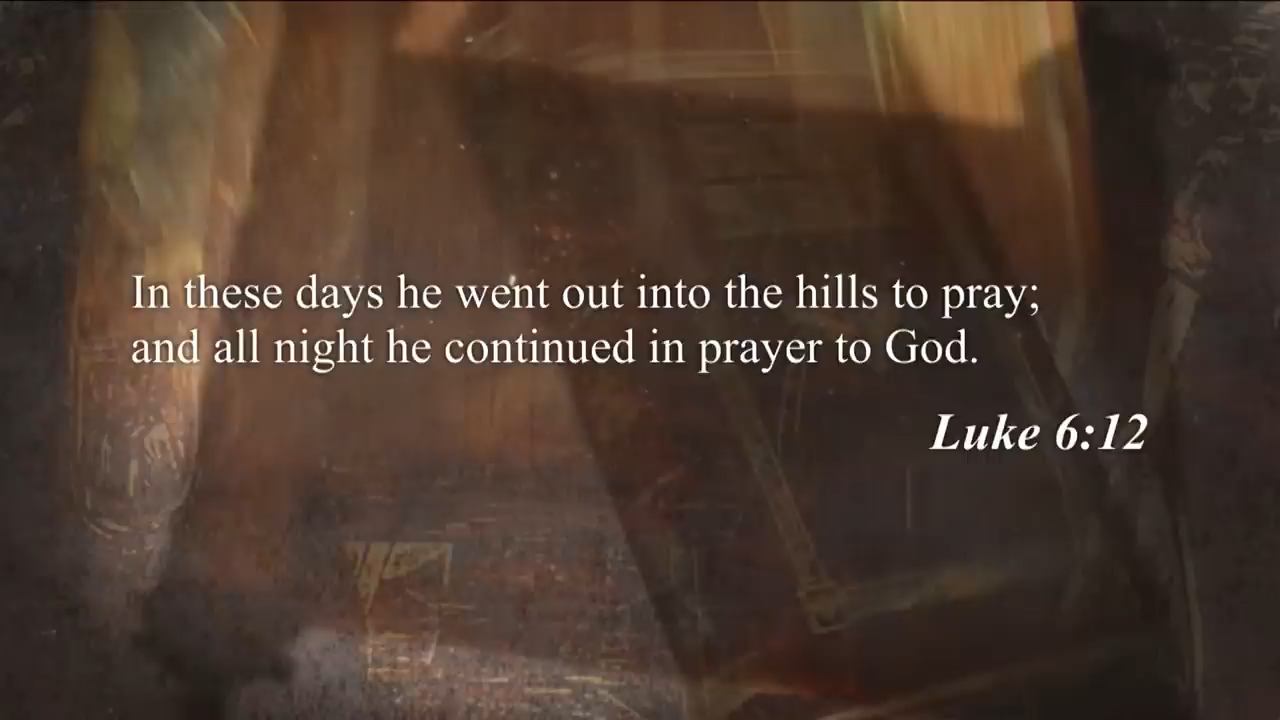 In these days he went out into the hills to pray;
and all night he continued in prayer to God.
Luke 6:12